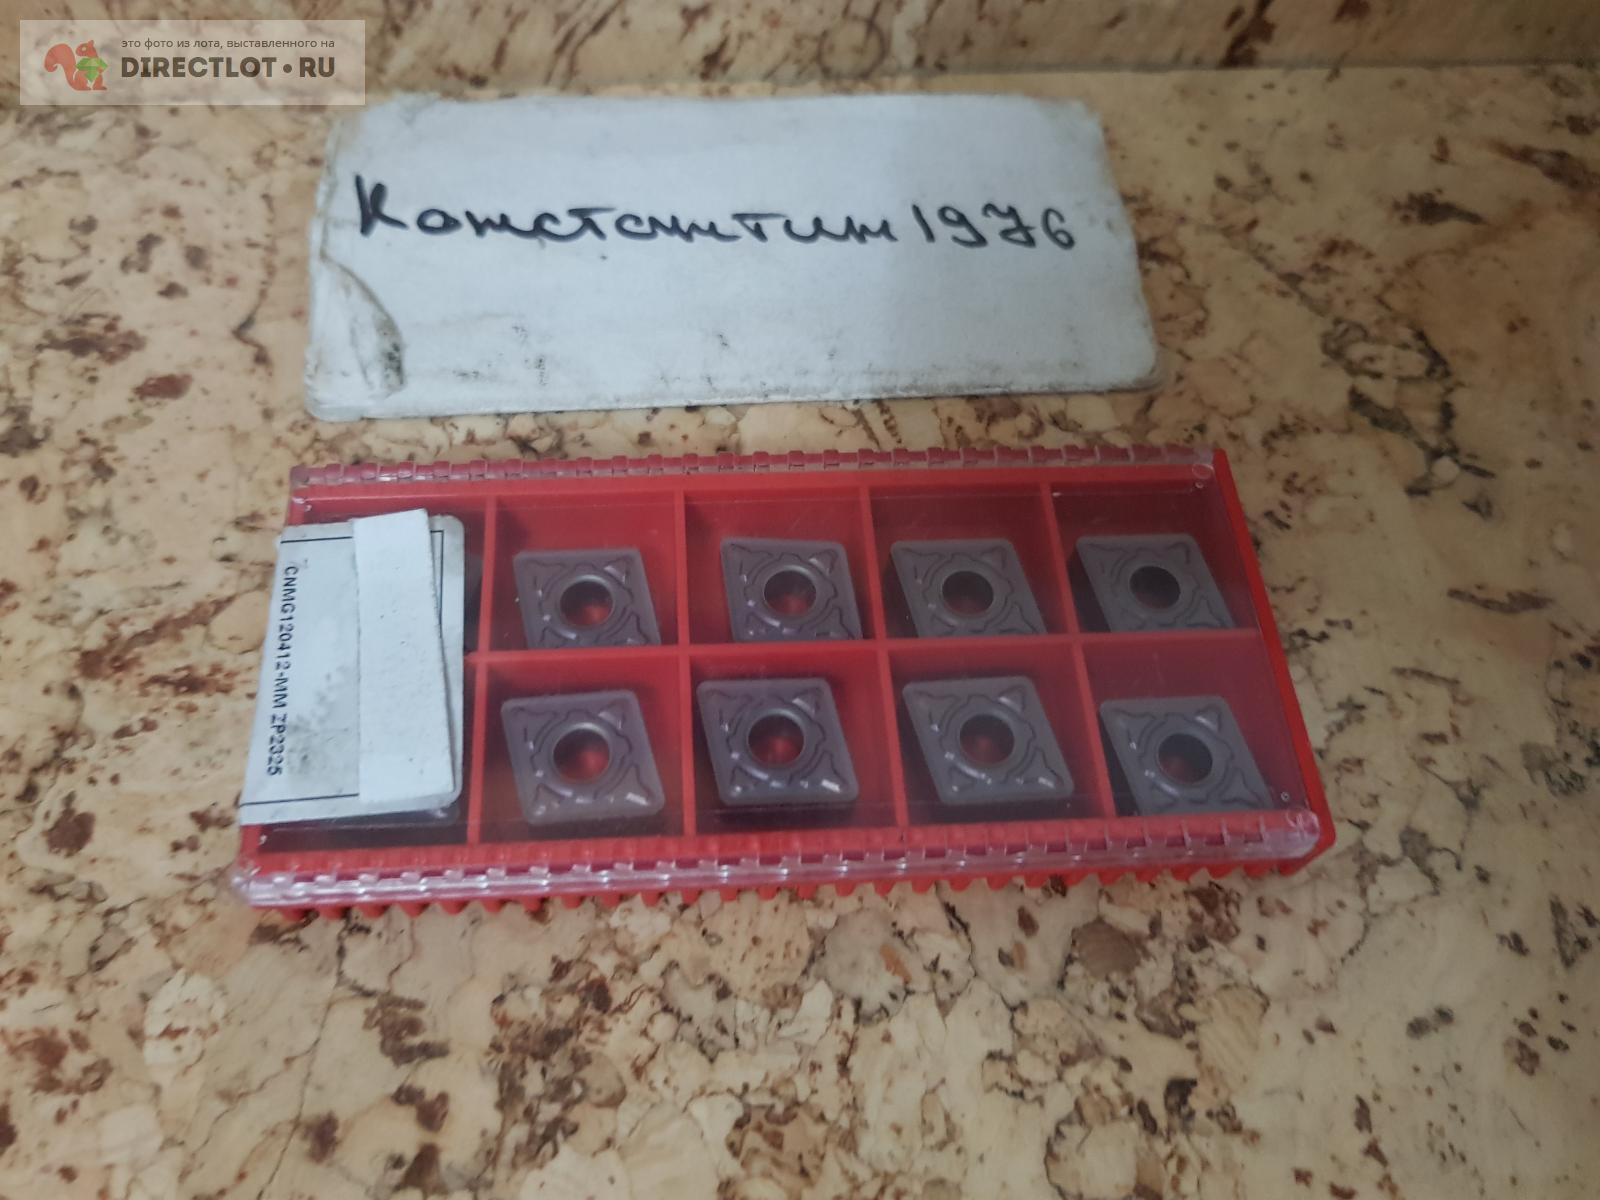 это фото из лота, выставленного на
DIRECTLOT•RU
Константин 1976
CNMG120412-MM ZP2325